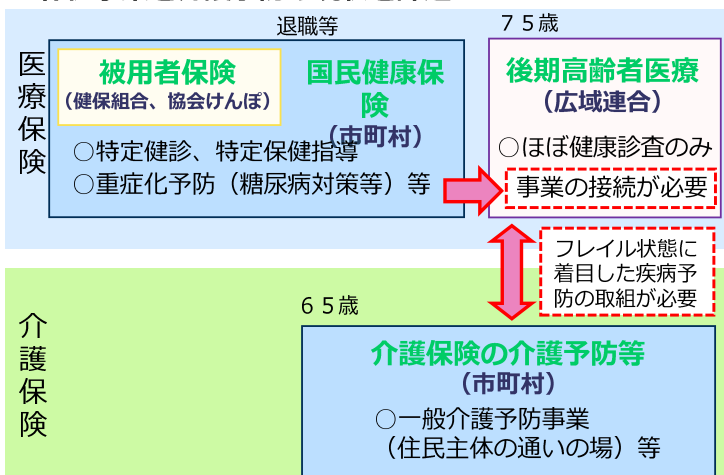 退職等
７５歳
医療保険
被用者保険
（健保組合、協会けんぽ）
国民健康保
険
（市町村）
○特定健診、特定保健指導
○重症化予防（糖尿病対策等）等
後期高齢者医療
（広域連合）
○ほぼ健康診査のみ
事業の接続が必要
フレイル状態に
着目した疾病予
防の取組が必要
６５歳
介護保険
介護保険の介護予防等
（市町村）
○一般介護予防事業
（住民主体の通いの場）等